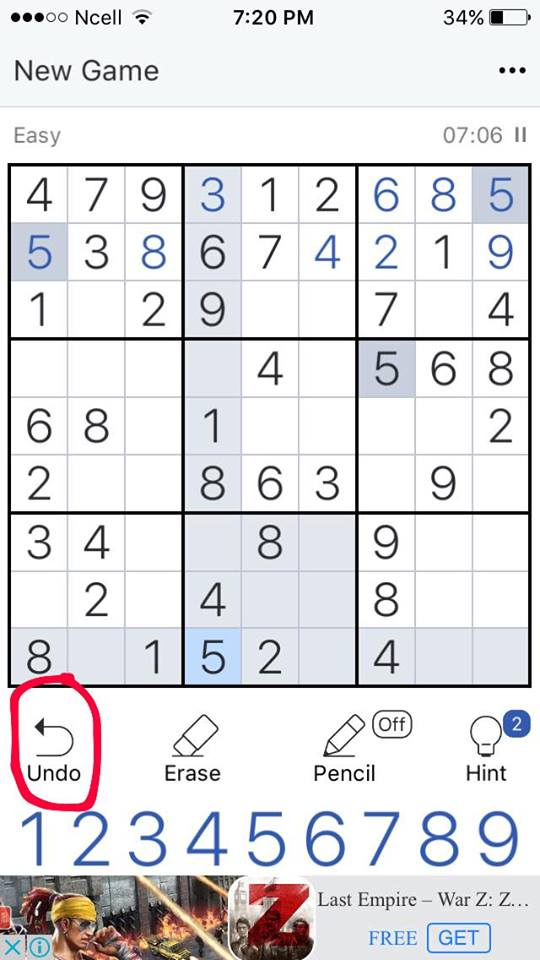 ●●●○○ Ncell 7:20 PM 34%
New Game •••
Easy 07:06 II
4 7 9 3 1 2 6 8 5
5 3 8 6 7 4 2 1 9
1 2 9 7 4
4 5 6 8
6 8 1 2
2 8 6 3 9
3 4 8 9
2 4 8
8 1 5 2 4
Off 2
Undo Erase Pencil Hint
1 2 3 4 5 6 7 8 9
Z Last Empire – War Z: Z...
FREE GET